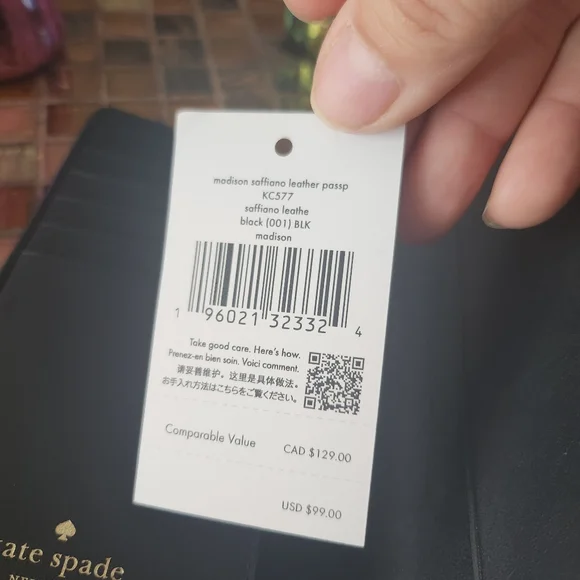 madison saffiano leather passp
KC577
saffiano leathe
black (001) BLK
madison
1 96021 32332 4
Take good care. Here's how.
Prenez-en bien soin. Voici comment.
请妥善维护。这里是具体做法。
お手入れ方法はこちらをご覧ください。
Comparable Value CAD $129.00
USD $99.00
ate spade
NEW